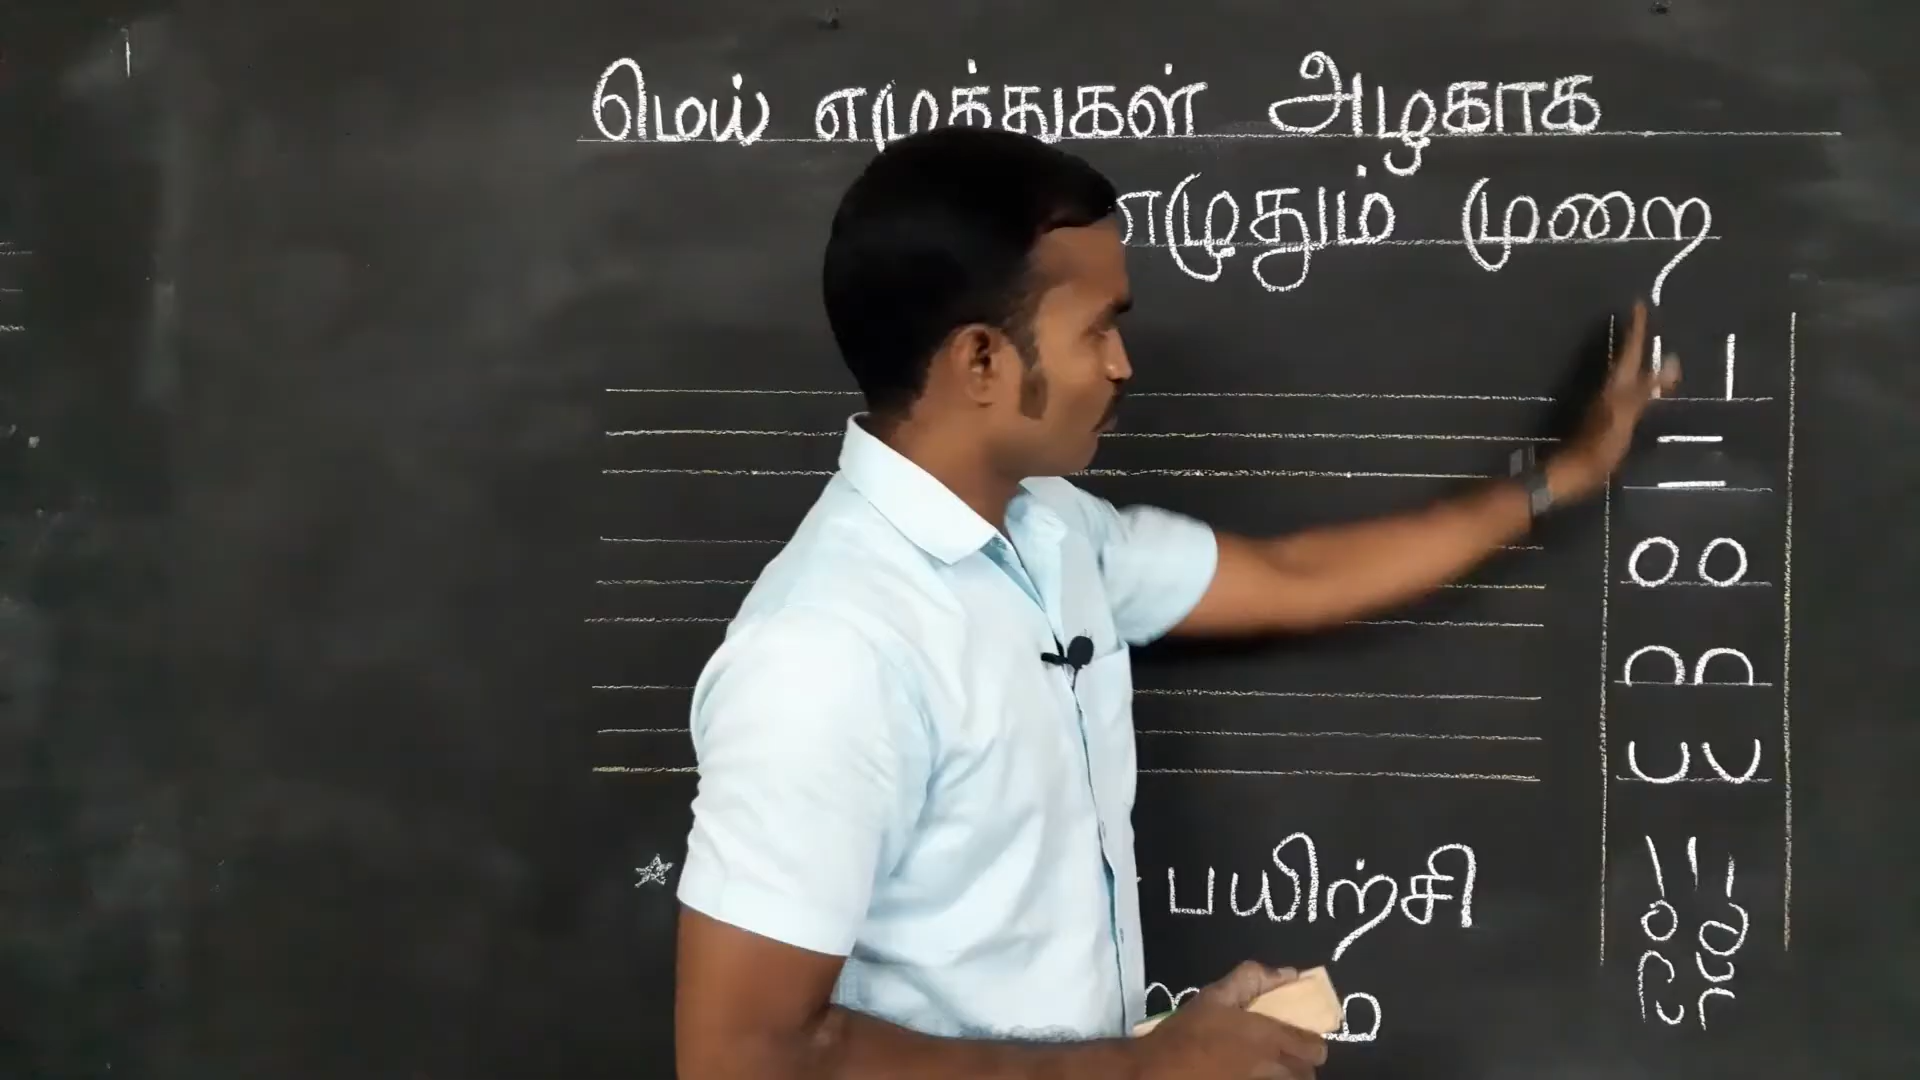 மெய் எழுத்துகள் அழகாக
எழுதும் முறை
பயிற்சி